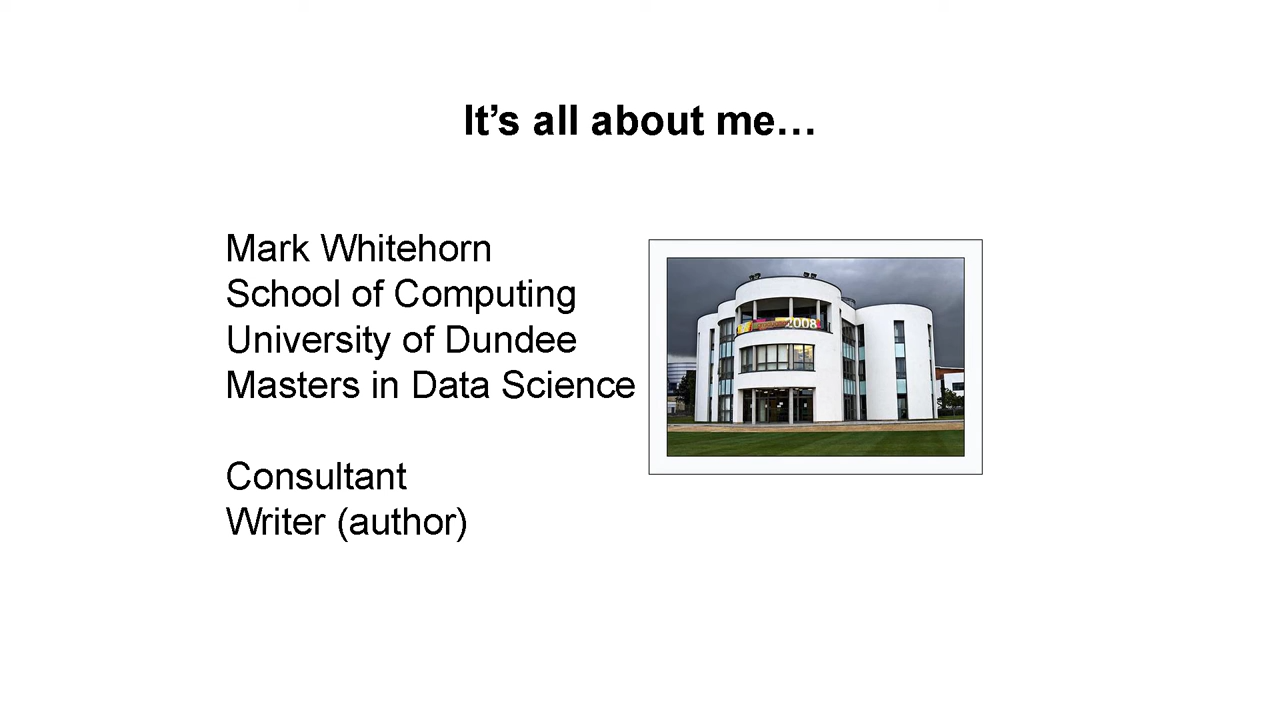 It’s all about me…
Mark Whitehorn
School of Computing
University of Dundee
Masters in Data Science
Consultant
Writer (author)
2008